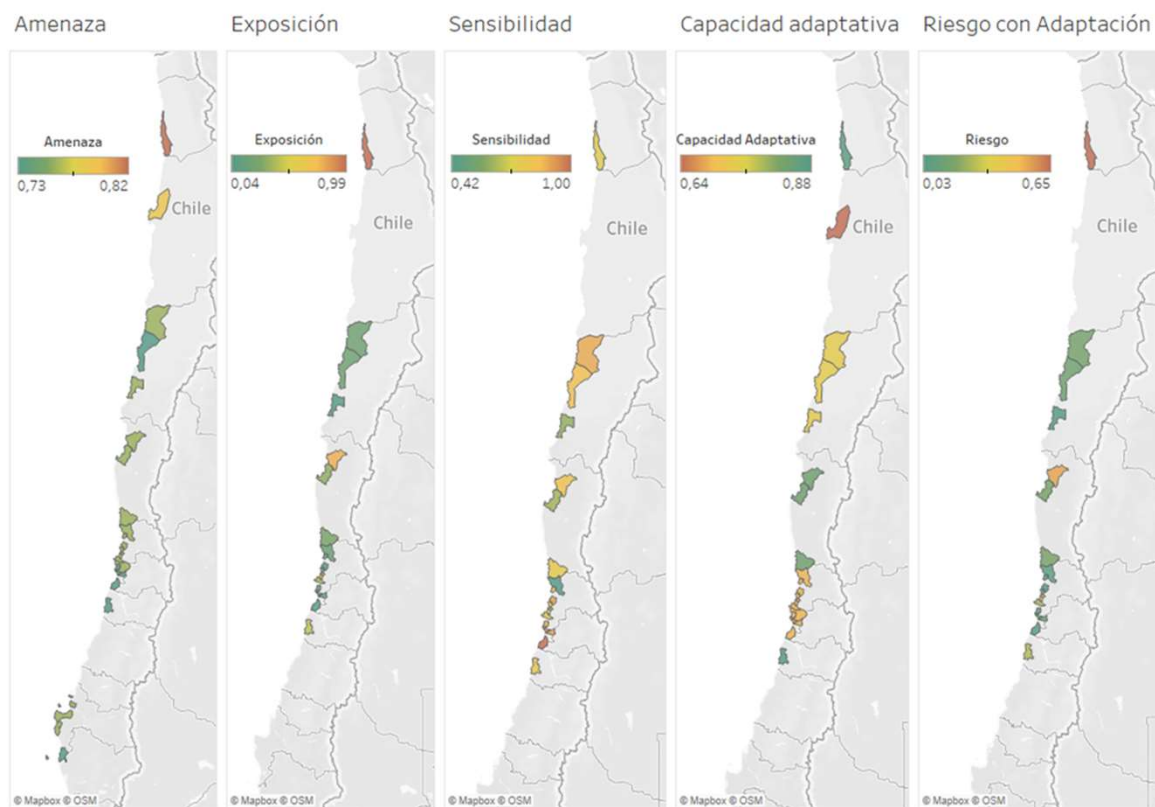 Amenaza
Exposición
Sensibilidad
Capacidad adaptativa
Riesgo con Adaptación
Amenaza
0,73
0,82
Chile
© Mapbox © OSM
Exposición
0,04
0,99
Chile
© Mapbox © OSM
Sensibilidad
0,42
1,00
Chile
© Mapbox © OSM
Capacidad Adaptativa
0,64
0,88
Chile
© Mapbox © OSM
Riesgo
0,03
0,65
Chile
© Mapbox © OSM